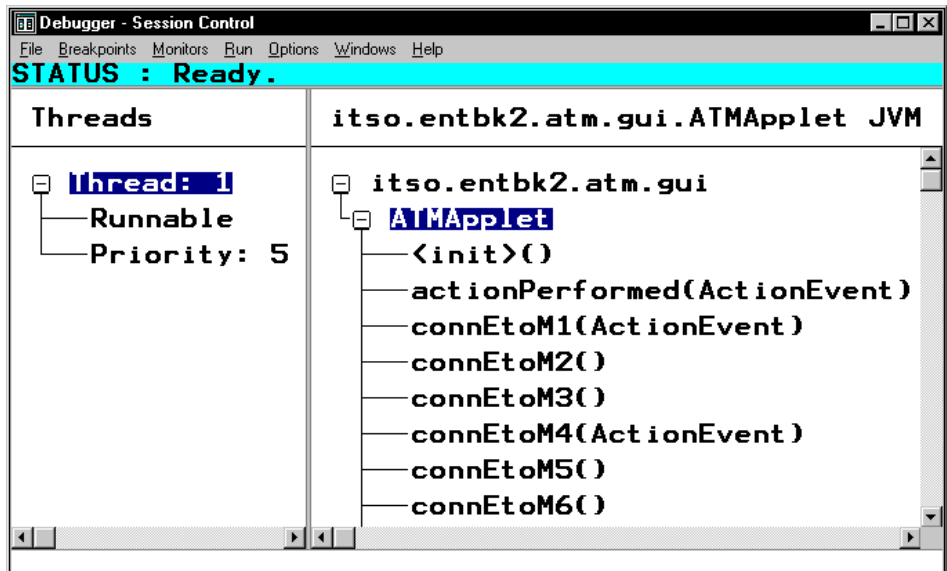 Debugger - Session Control
File Breakpoints Monitors Run Options Windows Help
STATUS : Ready.
Threads
Thread: 1
Runnable
Priority: 5
itso.entbk2.atm.gui.ATMApplet JVM
itso.entbk2.atm.gui
ATMApplet
<init>()
actionPerformed(ActionEvent)
connEtoM1(ActionEvent)
connEtoM2()
connEtoM3()
connEtoM4(ActionEvent)
connEtoM5()
connEtoM6()